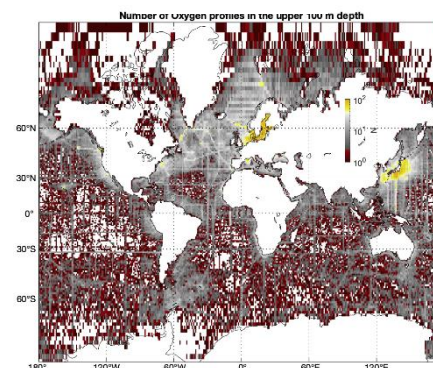 Number of Oxygen profiles in the upper 100 m depth
10²
N
10⁰
60°N
30°N
0°
30°S
60°S
180° 120°W 60°W 0° 60°E 120°E